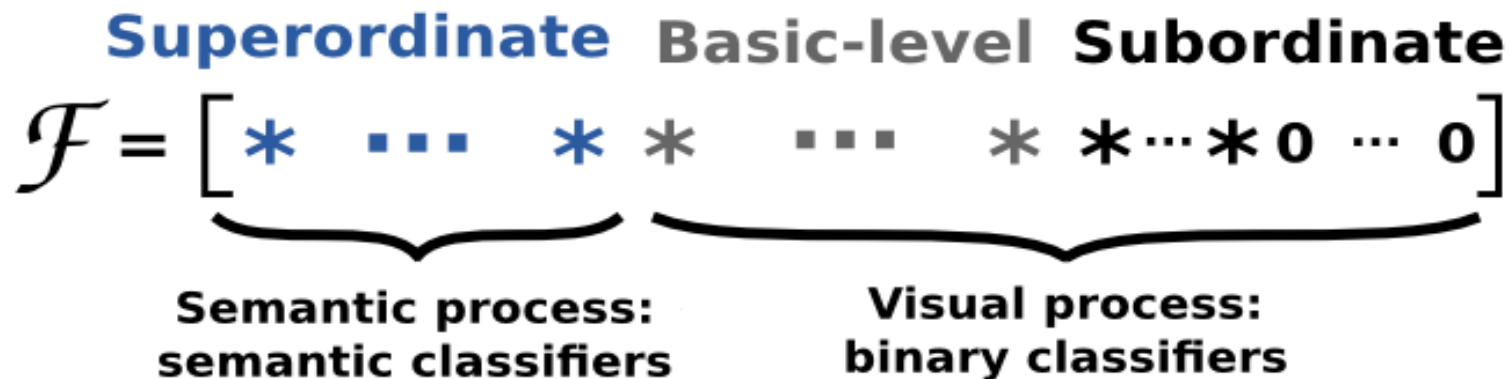 Superordinate Basic-level Subordinate
ℱ = [* ··· * * ··· * *···* 0 ··· 0]
Semantic process: Visual process:
semantic classifiers binary classifiers